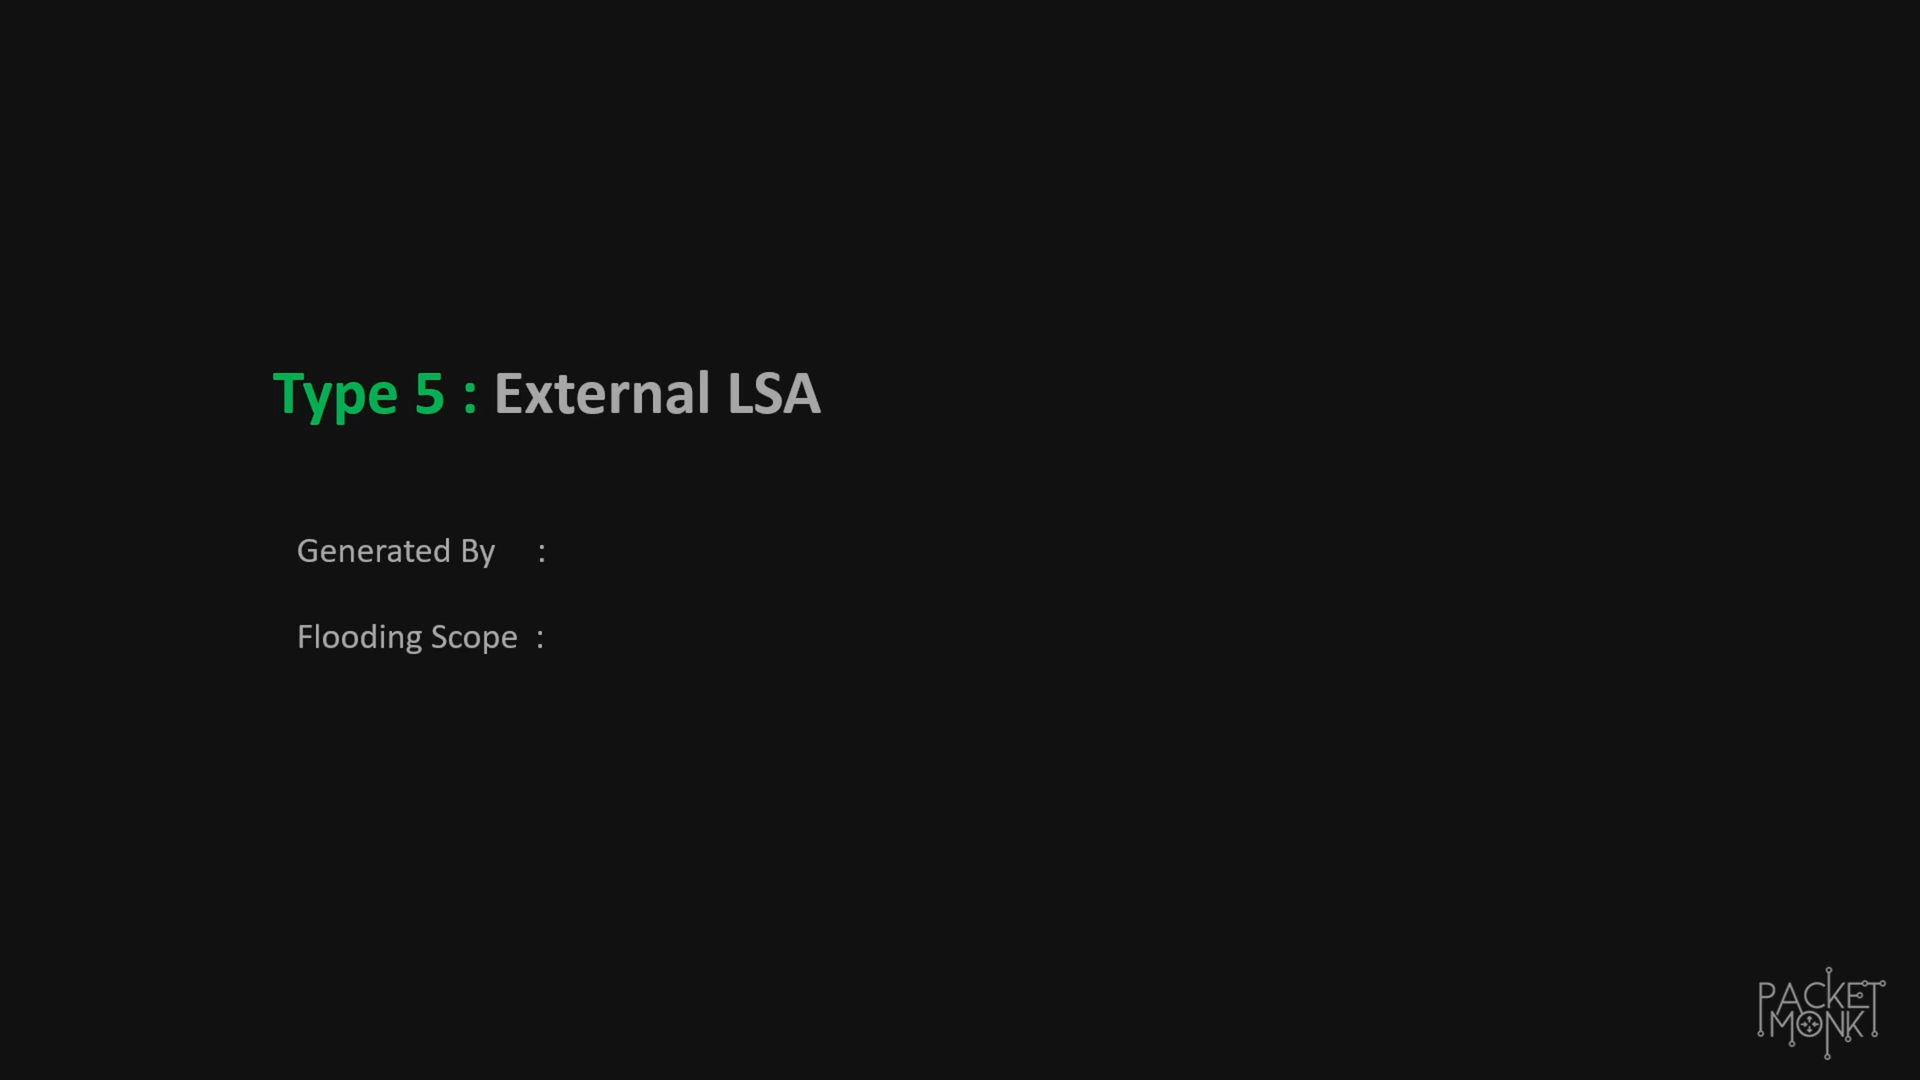 Type 5 : External LSA
Generated By :
Flooding Scope :
PACKET
MONK